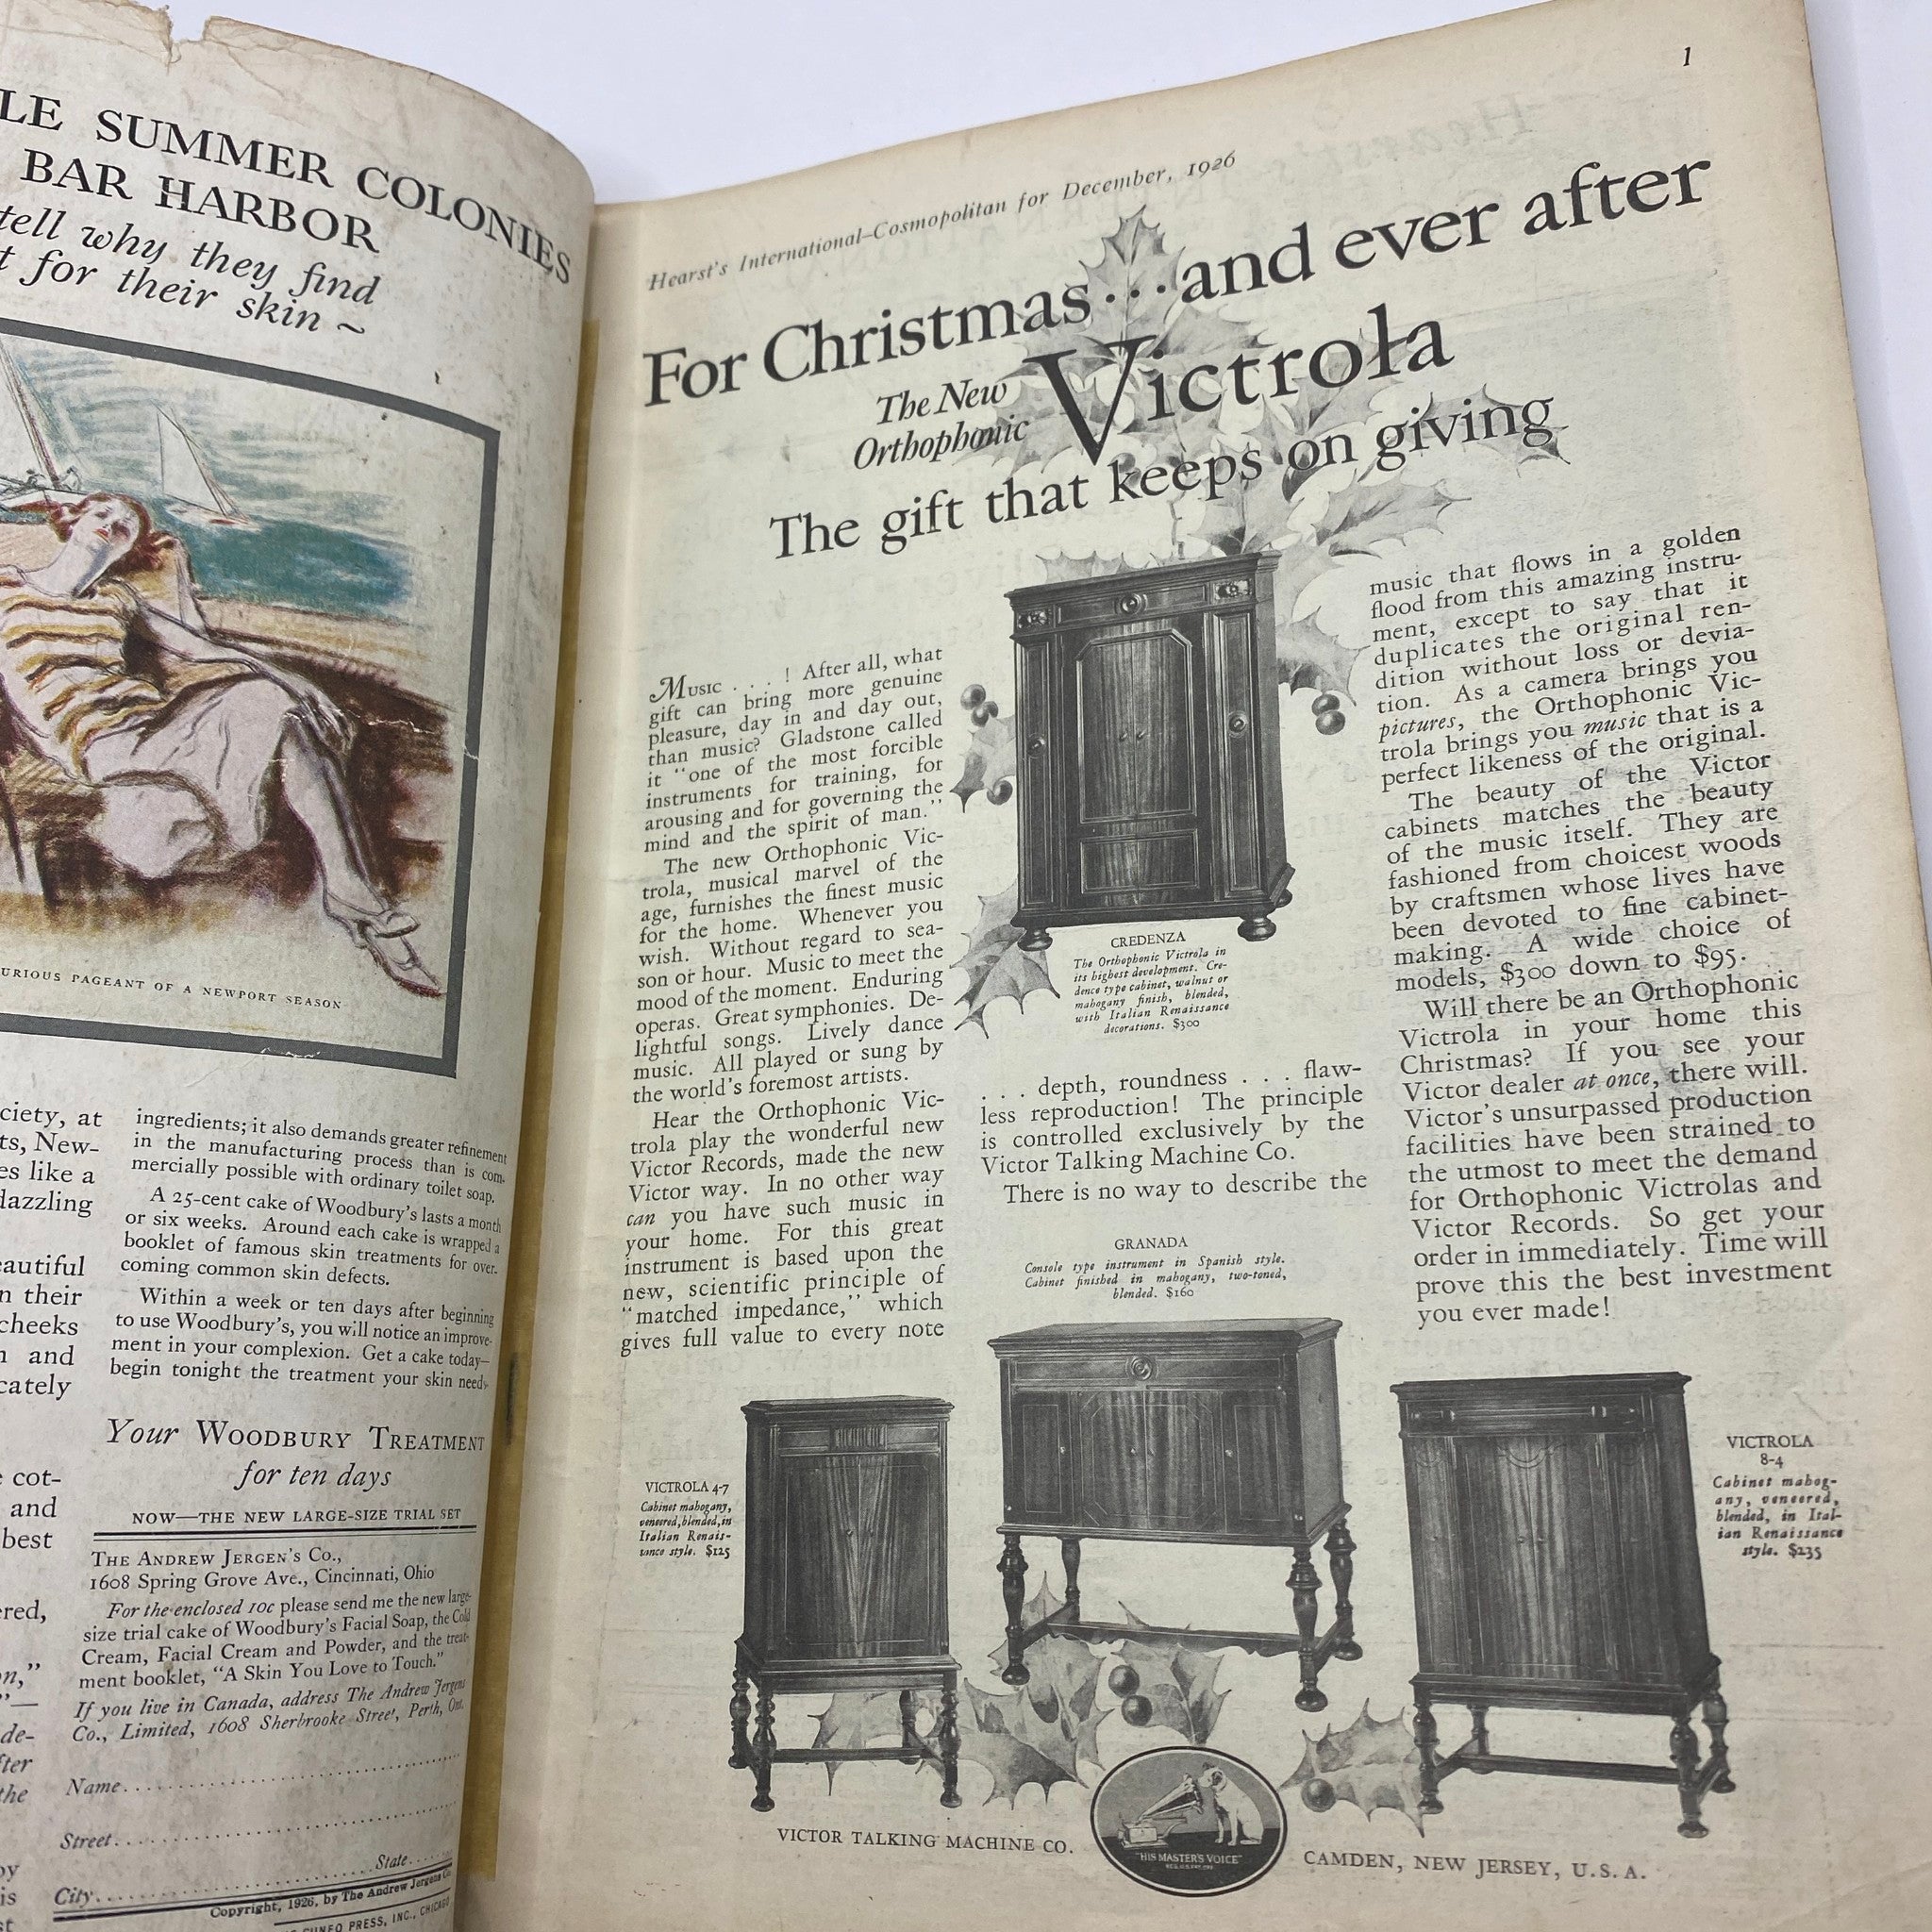 LE SUMMER COLONIES
BAR HARBOR
tell why they find
t for their skin ~
URIOUS PAGEANT OF A NEWPORT SEASON
ciety, at
ts, New-
es like a
dazzling
eautiful
n their
cheeks
n and
cately
e cot-
and
best
ered,
n,"
"—
de-
fter
the
by
is
st
ingredients; it also demands greater refinement
in the manufacturing process than is com-
mercially possible with ordinary toilet soap.
A 25-cent cake of Woodbury's lasts a month
or six weeks. Around each cake is wrapped a
booklet of famous skin treatments for over-
coming common skin defects.
Within a week or ten days after beginning
to use Woodbury's, you will notice an improve-
ment in your complexion. Get a cake today—
begin tonight the treatment your skin needs
Your WOODBURY TREATMENT
for ten days
NOW—THE NEW LARGE-SIZE TRIAL SET
THE ANDREW JERGEN'S CO.,
1608 Spring Grove Ave., Cincinnati, Ohio
For the enclosed 10c please send me the new large-
size trial cake of Woodbury's Facial Soap, the Cold
Cream, Facial Cream and Powder, and the treat-
ment booklet, "A Skin You Love to Touch."
If you live in Canada, address The Andrew Jergens
Co., Limited, 1608 Sherbrooke Street, Perth, Ont.
Name
Street
State
City
Copyright, 1926, by The Andrew Jergens Co.
CUNEO PRESS, INC., CHICAGO
1
Hearst's International–Cosmopolitan for December, 1926
For Christmas···and ever after
The New
Orthophonic Victrola
The gift that keeps on giving
MUSIC . . . ! After all, what
gift can bring more genuine
pleasure, day in and day out,
than music? Gladstone called
it "one of the most forcible
instruments for training, for
arousing and for governing the
mind and the spirit of man."
The new Orthophonic Vic-
trola, musical marvel of the
age, furnishes the finest music
for the home. Whenever you
wish. Without regard to sea-
son or hour. Music to meet the
mood of the moment. Enduring
operas. Great symphonies. De-
lightful songs. Lively dance
music. All played or sung by
the world's foremost artists.
Hear the Orthophonic Vic-
trola play the wonderful new
Victor Records, made the new
Victor way. In no other way
can you have such music in
your home. For this great
instrument is based upon the
new, scientific principle of
"matched impedance," which
gives full value to every note
CREDENZA
The Orthophonic Victrola in
its highest development. Cre-
dence type cabinet, walnut or
mahogany finish, blended,
with Italian Renaissance
decorations. $300
. . . depth, roundness . . . flaw-
less reproduction! The principle
is controlled exclusively by the
Victor Talking Machine Co.
There is no way to describe the
music that flows in a golden
flood from this amazing instru-
ment, except to say that it
duplicates the original ren-
dition without loss or devia-
tion. As a camera brings you
pictures, the Orthophonic Vic-
trola brings you music that is a
perfect likeness of the original.
The beauty of the Victor
cabinets matches the beauty
of the music itself. They are
fashioned from choicest woods
by craftsmen whose lives have
been devoted to fine cabinet-
making. A wide choice of
models, $300 down to $95.
Will there be an Orthophonic
Victrola in your home this
Christmas? If you see your
Victor dealer at once, there will.
Victor's unsurpassed production
facilities have been strained to
the utmost to meet the demand
for Orthophonic Victrolas and
Victor Records. So get your
order in immediately. Time will
prove this the best investment
you ever made!
GRANADA
Console type instrument in Spanish style.
Cabinet finished in mahogany, two-toned,
blended. $160
VICTROLA 4-7
Cabinet mahogany,
veneered, blended, in
Italian Renais-
sance style. $125
VICTROLA
8-4
Cabinet mahog-
any, veneered,
blended, in Ital-
ian Renaissance
style. $235
"HIS MASTER'S VOICE"
REG. U.S. PAT. OFF.
VICTOR TALKING MACHINE CO.
CAMDEN, NEW JERSEY, U.S.A.